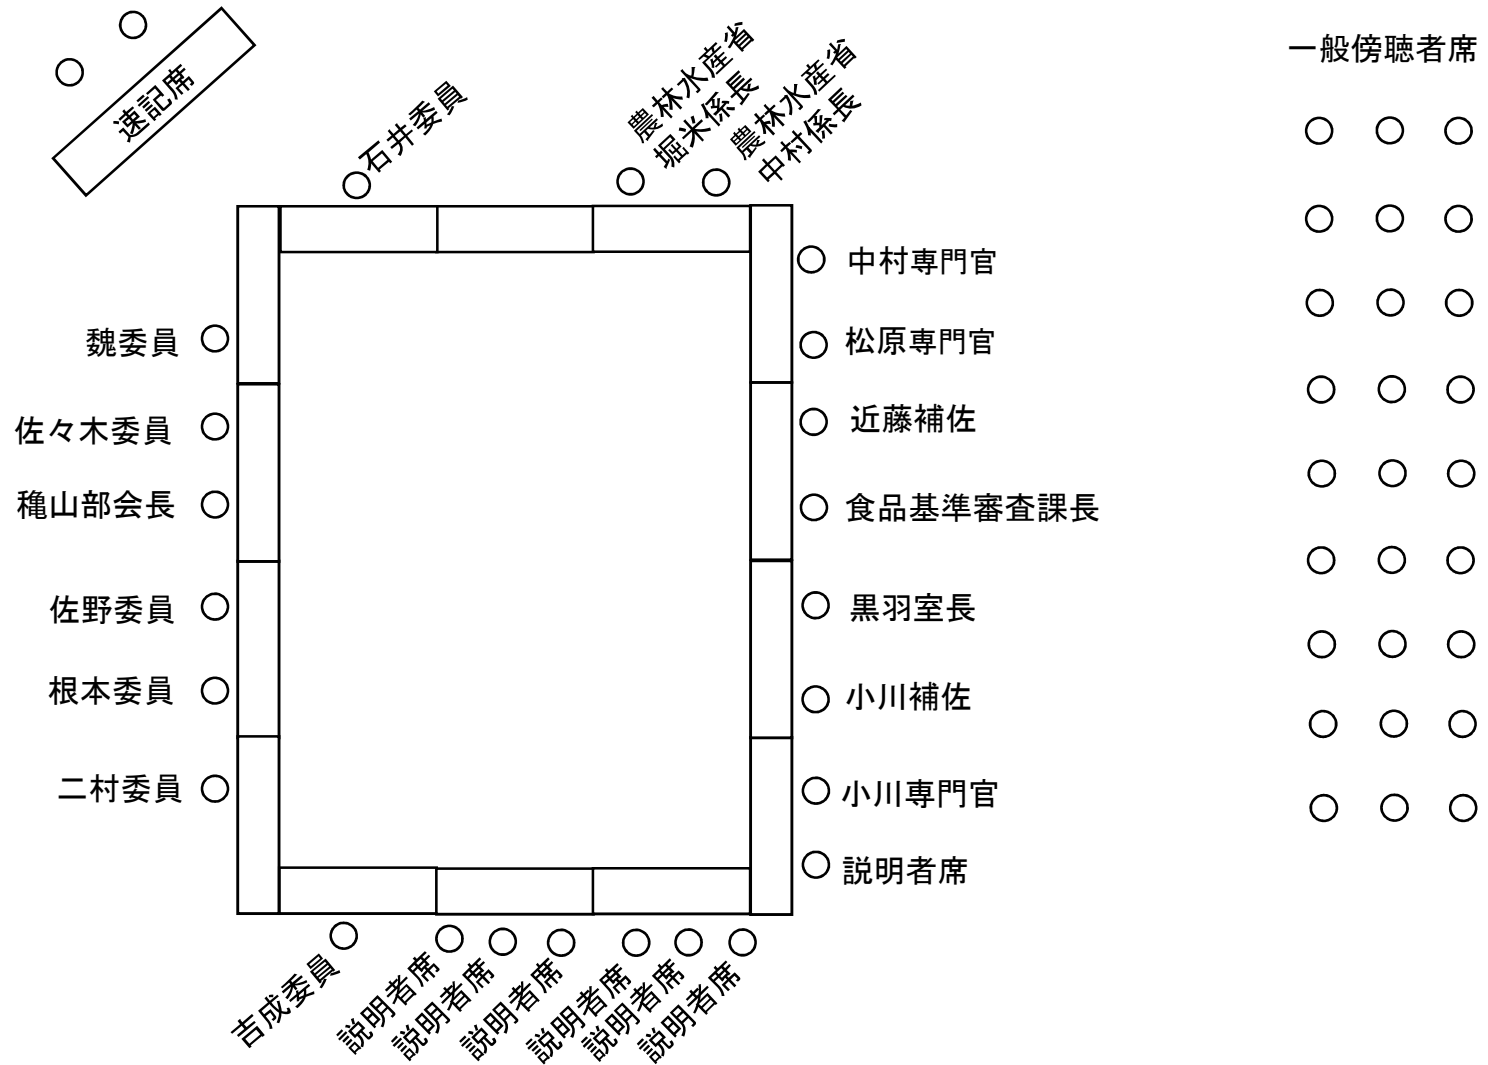 速記席
一般傍聴者席
石井委員
農林水産省
堀米係長
農林水産省
中村係長
中村専門官
魏委員
松原専門官
佐々木委員
近藤補佐
穐山部会長
食品基準審査課長
佐野委員
黒羽室長
根本委員
小川補佐
二村委員
小川専門官
説明者席
吉成委員
説明者席
説明者席
説明者席
説明者席
説明者席
説明者席